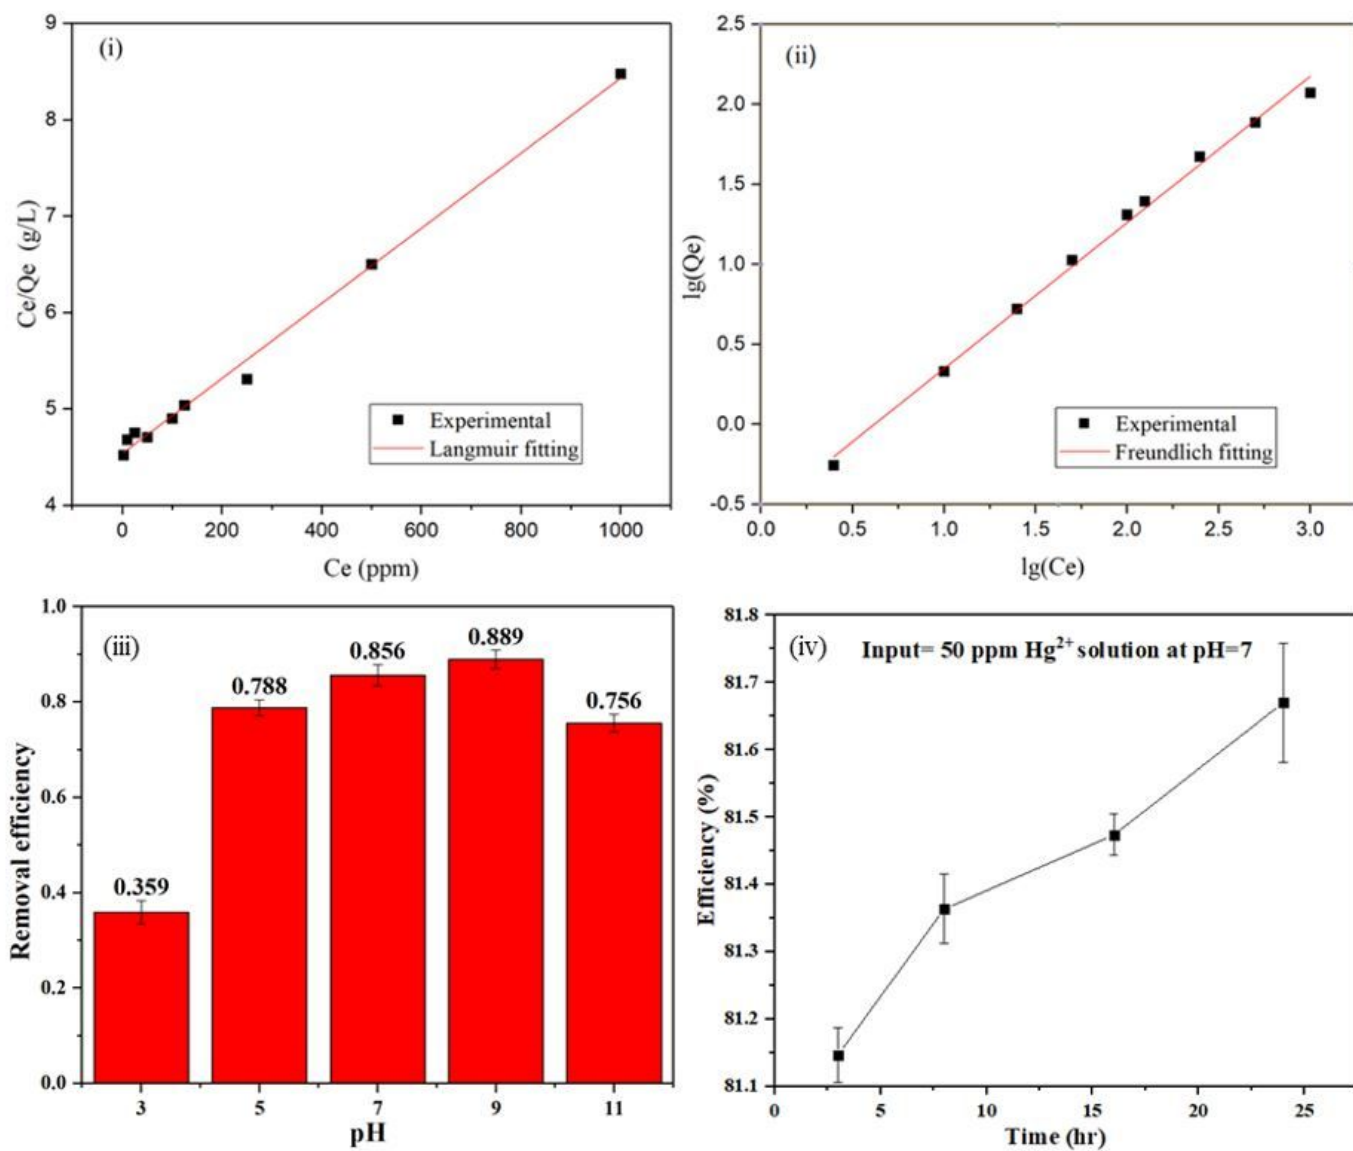 (i)
9
8
7
6
5
4
Ce/Qe (g/L)
Experimental
Langmuir fitting
0 200 400 600 800 1000
Ce (ppm)
(ii)
2.5
2.0
1.5
1.0
0.5
0.0
-0.5
lg(Qe)
Experimental
Freundlich fitting
0.0 0.5 1.0 1.5 2.0 2.5 3.0
lg(Ce)
(iii)
1.0
0.8
0.6
0.4
0.2
0.0
Removal efficiency
0.359
0.788
0.856
0.889
0.756
3 5 7 9 11
pH
(iv)
Input= 50 ppm Hg²⁺ solution at pH=7
81.8
81.7
81.6
81.5
81.4
81.3
81.2
81.1
Efficiency (%)
0 5 10 15 20 25
Time (hr)